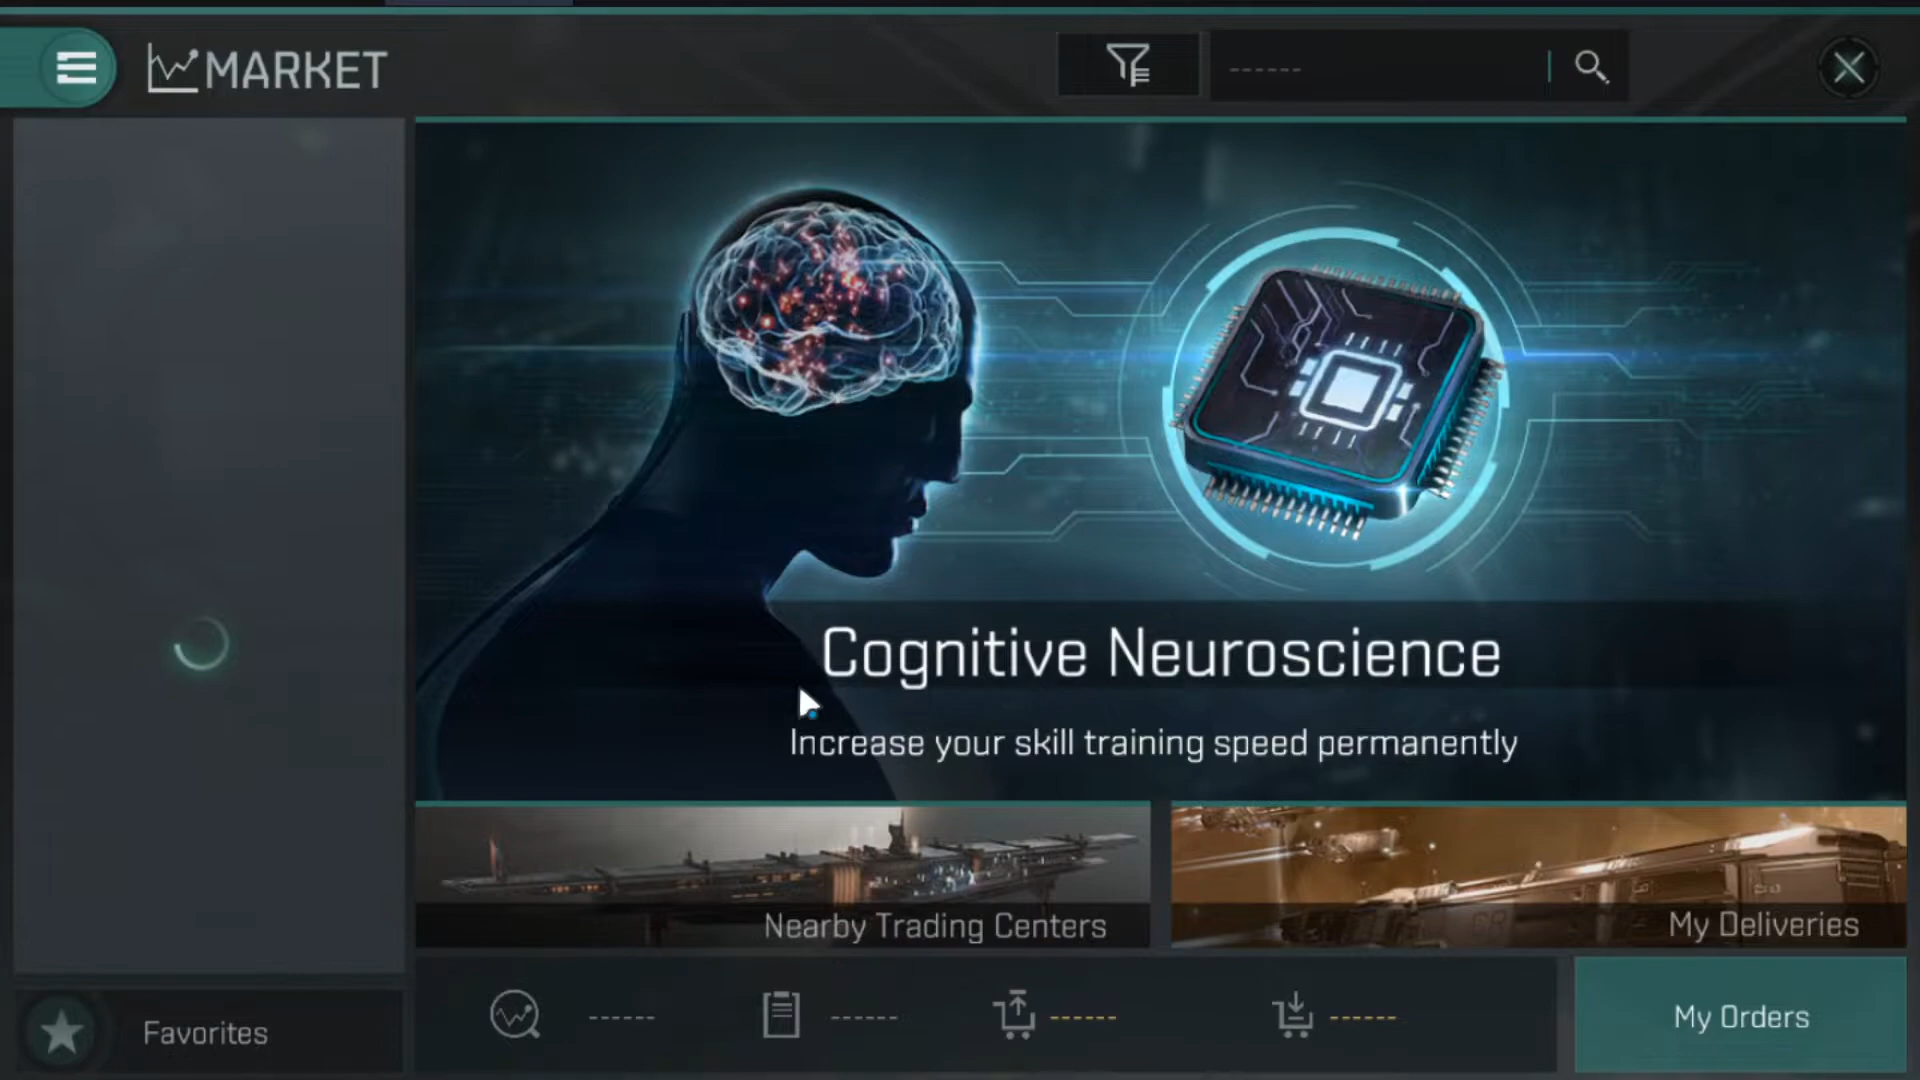 MARKET
------
Cognitive Neuroscience
Increase your skill training speed permanently
Nearby Trading Centers
My Deliveries
Favorites
------
------
------
------
My Orders